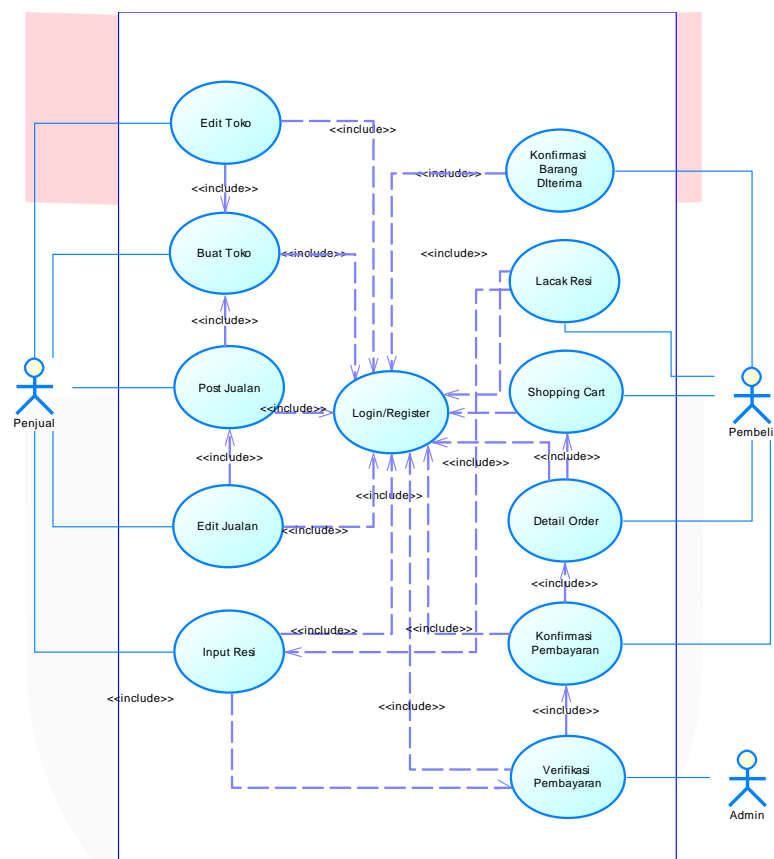 Edit Toko
<<include>>
Konfirmasi
Barang
DIterima
<<include>>
<<include>>
Buat Toko
<<include>>
<<include>>
Lacak Resi
<<include>>
Penjual
Post Jualan
<<include>>
Login/Register
Shopping Cart
Pembeli
<<include>>
<<include>>
<<include>>
<<include>>
Edit Jualan
<<include>>
Detail Order
<<include>>
Input Resi
<<include>>
<<include>>
Konfirmasi
Pembayaran
<<include>>
<<include>>
<<include>>
Verifikasi
Pembayaran
Admin